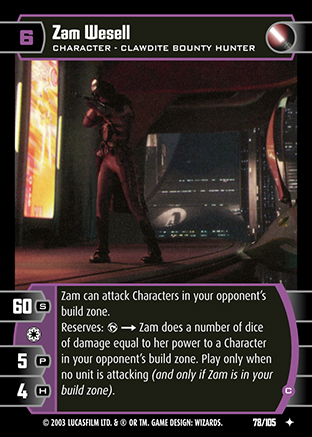 6
Zam Wesell
CHARACTER - CLAWDITE BOUNTY HUNTER
60 S
Zam can attack Characters in your opponent's
build zone.
Reserves: → Zam does a number of dice
of damage equal to her power to a Character
5 P
in your opponent's build zone. Play only when
no unit is attacking (and only if Zam is in your
4 H
build zone).
C
© 2003 LUCASFILM LTD. & ® OR TM. GAME DESIGN: WIZARDS.
78/105